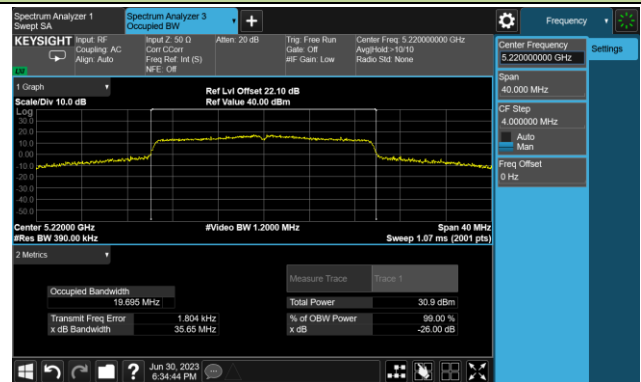 Spectrum Analyzer 1
Swept SA
Spectrum Analyzer 3
Occupied BW
Frequency
KEYSIGHT
Input: RF
Coupling: AC
Align: Auto
Input Z: 50 Ω
Corr CCorr
Freq Ref: Int (S)
NFE: Off
Atten: 20 dB
Trig: Free Run
Gate: Off
#IF Gain: Low
Center Freq: 5.220000000 GHz
Avg|Hold:>10/10
Radio Std: None
LW
Center Frequency
5.220000000 GHz
Settings
Span
40.000 MHz
CF Step
4.000000 MHz
Auto
Man
Freq Offset
0 Hz
1 Graph
Scale/Div 10.0 dB
Ref Lvl Offset 22.10 dB
Ref Value 40.00 dBm
Log
30.0
20.0
10.0
0.00
-10.0
-20.0
-30.0
-40.0
-50.0
Center 5.22000 GHz
#Video BW 1.2000 MHz
Span 40 MHz
#Res BW 390.00 kHz
Sweep 1.07 ms (2001 pts)
2 Metrics
Measure Trace
Trace 1
Occupied Bandwidth
19.695 MHz
Total Power
30.9 dBm
Transmit Freq Error
1.804 kHz
% of OBW Power
99.00 %
x dB Bandwidth
35.65 MHz
x dB
-26.00 dB
Jun 30, 2023
6:34:44 PM